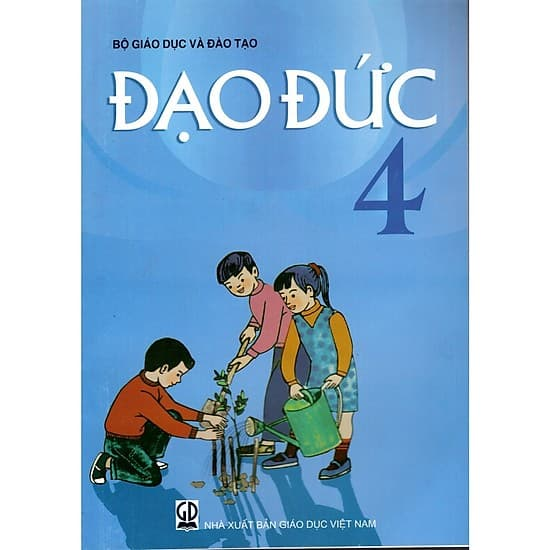 BỘ GIÁO DỤC VÀ ĐÀO TẠO
ĐẠO ĐỨC
4
GD
NHÀ XUẤT BẢN GIÁO DỤC VIỆT NAM